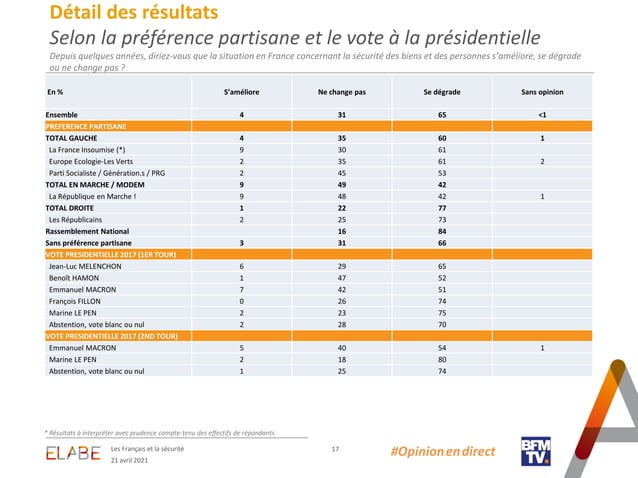 Détail des résultats
Selon la préférence partisane et le vote à la présidentielle
Depuis quelques années, diriez-vous que la situation en France concernant la sécurité des biens et des personnes s'améliore, se dégrade
ou ne change pas ?
En % S'améliore Ne change pas Se dégrade Sans opinion
Ensemble 4 31 65 <1
PREFERENCE PARTISANE
TOTAL GAUCHE 4 35 60 1
La France Insoumise (*) 9 30 61
Europe Ecologie-Les Verts 2 35 61 2
Parti Socialiste / Génération.s / PRG 2 45 53
TOTAL EN MARCHE / MODEM 9 49 42
La République en Marche ! 9 48 42 1
TOTAL DROITE 1 22 77
Les Républicains 2 25 73
Rassemblement National 16 84
Sans préférence partisane 3 31 66
VOTE PRESIDENTIELLE 2017 (1ER TOUR)
Jean-Luc MELENCHON 6 29 65
Benoît HAMON 1 47 52
Emmanuel MACRON 7 42 51
François FILLON 0 26 74
Marine LE PEN 2 23 75
Abstention, vote blanc ou nul 2 28 70
VOTE PRESIDENTIELLE 2017 (2ND TOUR)
Emmanuel MACRON 5 40 54 1
Marine LE PEN 2 18 80
Abstention, vote blanc ou nul 1 25 74
* Résultats à interpréter avec prudence compte-tenu des effectifs de répondants
ELABE
Les Français et la sécurité
21 avril 2021
17
#Opinion en direct
BFM
TV.